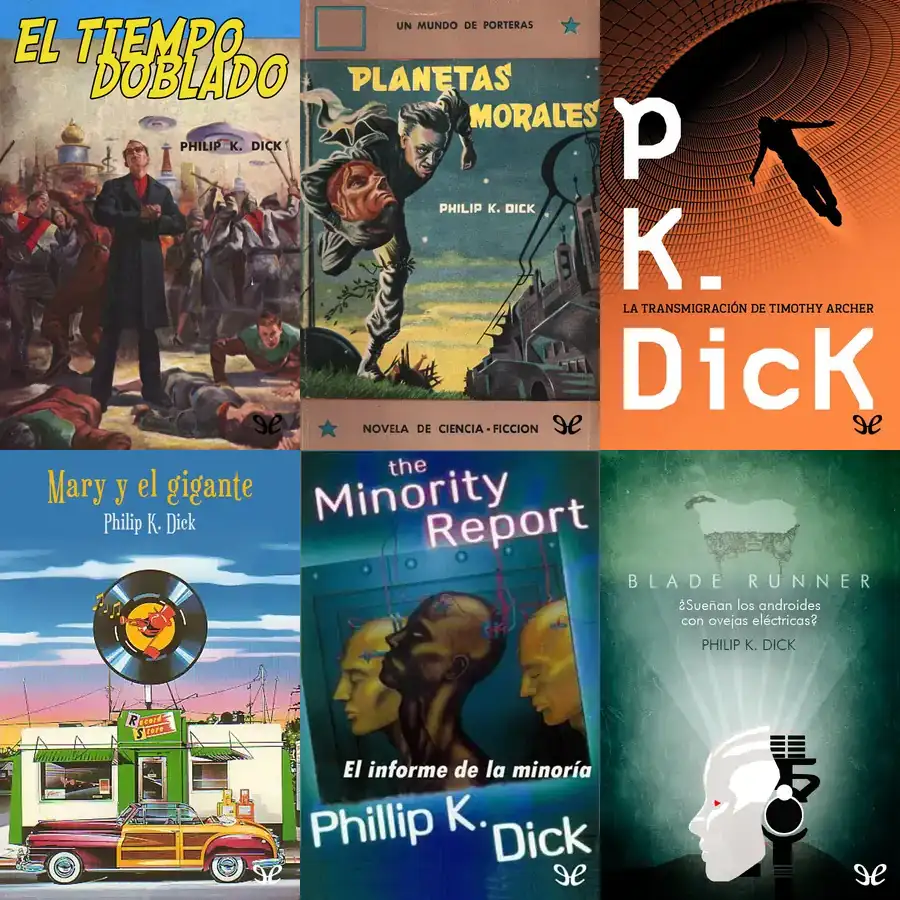 EL TIEMPO
DOBLADO
PHILIP K. DICK
UN MUNDO DE PORTERAS
PLANETAS
MORALES
PHILIP K. DICK
NOVELA DE CIENCIA-FICCION
P
K.
LA TRANSMIGRACIÓN DE TIMOTHY ARCHER
DicK
Mary y el gigante
Philip K. Dick
Record
Store
the
Minority
Report
El informe de la minoría
Phillip K.
Dick
BLADE RUNNER
¿Sueñan los androides
con ovejas eléctricas?
PHILIP K. DICK